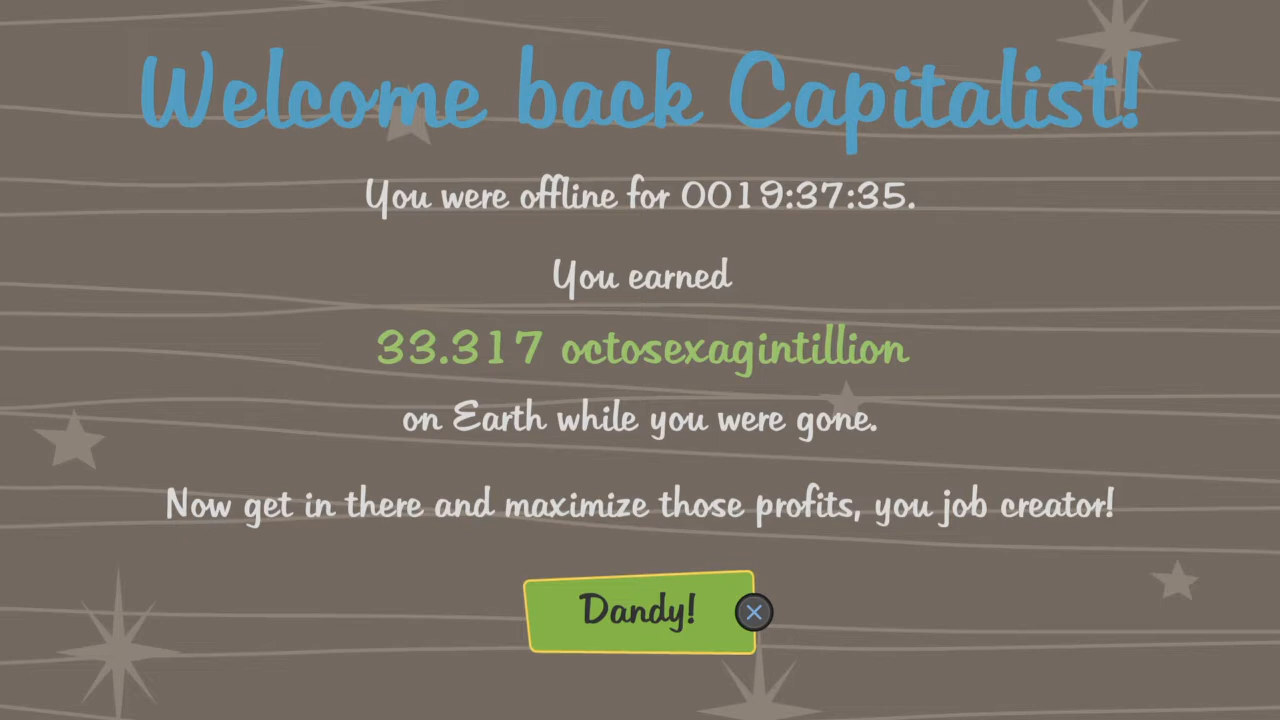 Welcome back Capitalist!
You were offline for 0019:37:35.
You earned
33.317 octosexagintillion
on Earth while you were gone.
Now get in there and maximize those profits, you job creator!
Dandy!